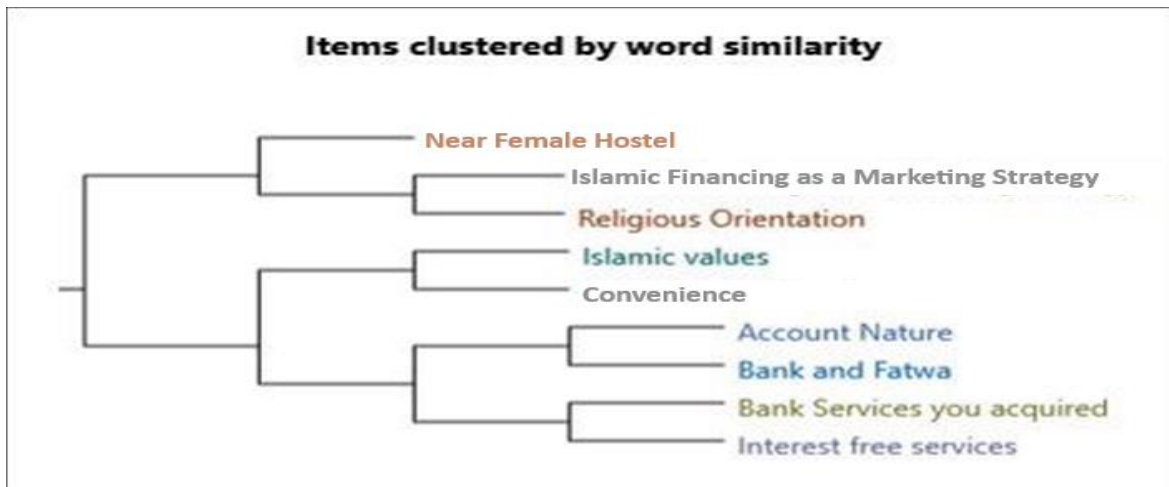 Items clustered by word similarity
Near Female Hostel
Islamic Financing as a Marketing Strategy
Religious Orientation
Islamic values
Convenience
Account Nature
Bank and Fatwa
Bank Services you acquired
Interest free services